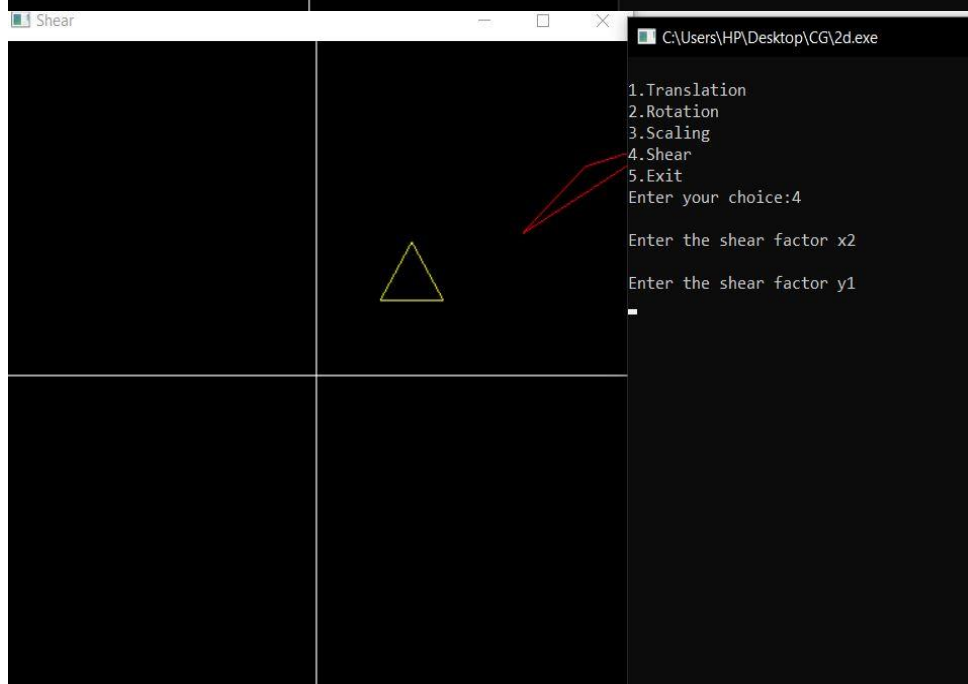 Shear
C:\Users\HP\Desktop\CG\2d.exe
1.Translation
2.Rotation
3.Scaling
4.Shear
5.Exit
Enter your choice:4
Enter the shear factor x2
Enter the shear factor y1